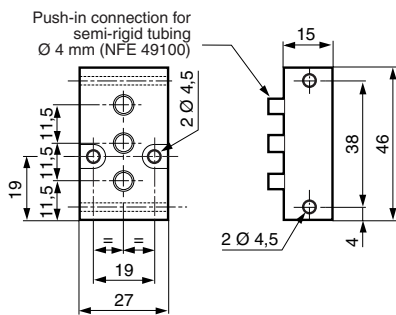 Push-in connection for
semi-rigid tubing
Ø 4 mm (NFE 49100)
15
2 Ø 4,5
11,5
11,5
11,5
19
38
46
= =
19
27
2 Ø 4,5
4